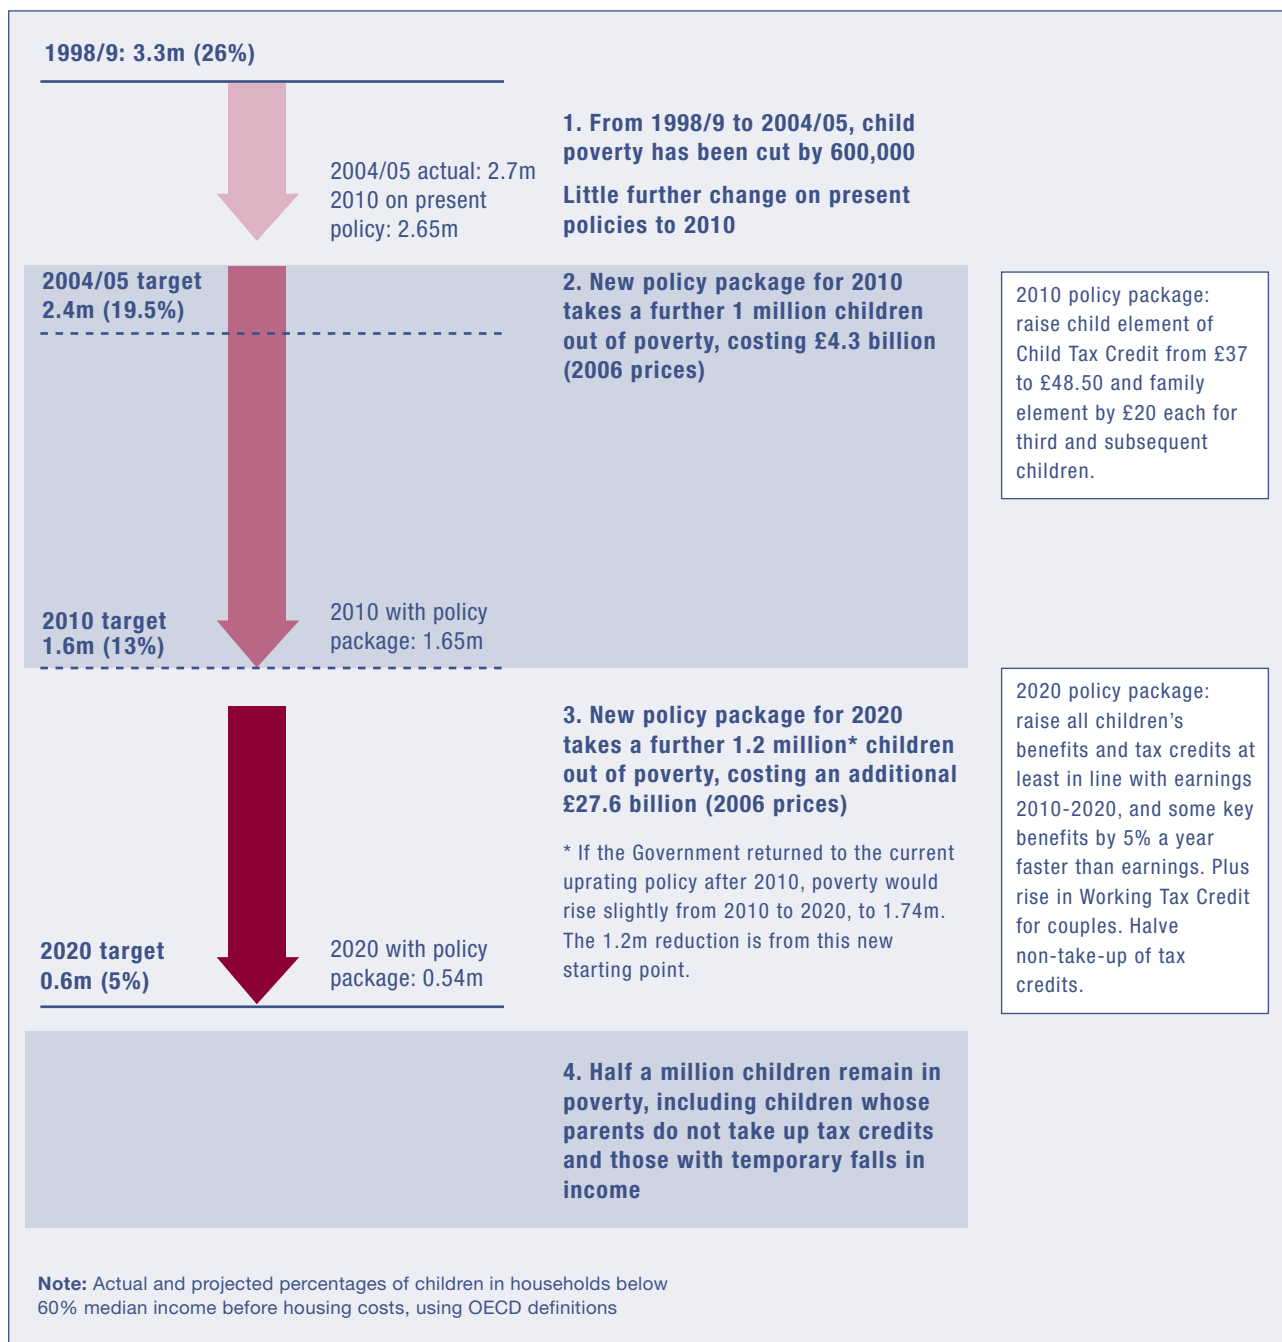 1998/9: 3.3m (26%)
2004/05 actual: 2.7m
2010 on present
policy: 2.65m
1. From 1998/9 to 2004/05, child
poverty has been cut by 600,000
Little further change on present
policies to 2010
2004/05 target
2.4m (19.5%)
2. New policy package for 2010
takes a further 1 million children
out of poverty, costing £4.3 billion
(2006 prices)
2010 policy package:
raise child element of
Child Tax Credit from £37
to £48.50 and family
element by £20 each for
third and subsequent
children.
2010 target
1.6m (13%)
2010 with policy
package: 1.65m
3. New policy package for 2020
takes a further 1.2 million* children
out of poverty, costing an additional
£27.6 billion (2006 prices)
* If the Government returned to the current
uprating policy after 2010, poverty would
rise slightly from 2010 to 2020, to 1.74m.
The 1.2m reduction is from this new
starting point.
2020 policy package:
raise all children’s
benefits and tax credits at
least in line with earnings
2010-2020, and some key
benefits by 5% a year
faster than earnings. Plus
rise in Working Tax Credit
for couples. Halve
non-take-up of tax
credits.
2020 target
0.6m (5%)
2020 with policy
package: 0.54m
4. Half a million children remain in
poverty, including children whose
parents do not take up tax credits
and those with temporary falls in
income
Note: Actual and projected percentages of children in households below
60% median income before housing costs, using OECD definitions